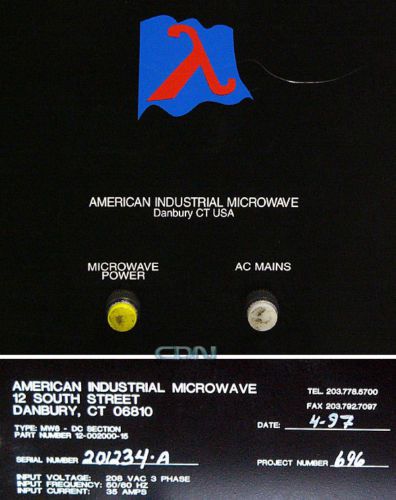 λ
AMERICAN INDUSTRIAL MICROWAVE
Danbury CT USA
MICROWAVE
POWER
AC MAINS
AMERICAN INDUSTRIAL MICROWAVE
12 SOUTH STREET
DANBURY, CT 06810
TEL. 203.778.5700
FAX 203.792.7097
TYPE: MW6 - DC SECTION
PART NUMBER 12-002000-15
DATE: 4-97
SERIAL NUMBER 201234-A
PROJECT NUMBER 696
INPUT VOLTAGE: 208 VAC 3 PHASE
INPUT FREQUENCY: 50/60 HZ
INPUT CURRENT: 35 AMPS